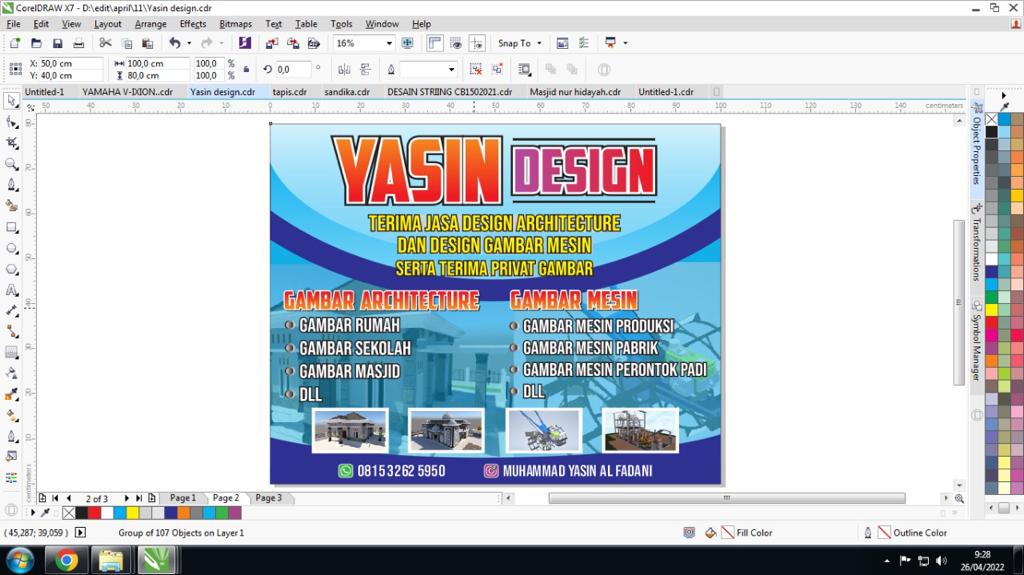 CorelDRAW X7 - D:\edit\april\11\Yasin design.cdr
File Edit View Layout Arrange Effects Bitmaps Text Table Tools Window Help
16% Snap To
X: 50,0 cm 100,0 cm 100,0 % 0,0 °
Y: 40,0 cm 80,0 cm 100,0 %
Untitled-1 YAMAHA V-IXION..cdr Yasin design.cdr tapis.cdr sandika.cdr DESAIN STRIING CB1502021.cdr Masjid nur hidayah.cdr Untitled-1.cdr
centimeters
YASIN DESIGN
TERIMA JASA DESIGN ARCHITECTURE
DAN DESIGN GAMBAR MESIN
SERTA TERIMA PRIVAT GAMBAR
GAMBAR ARCHITECTURE
GAMBAR RUMAH
GAMBAR SEKOLAH
GAMBAR MASJID
DLL
GAMBAR MESIN
GAMBAR MESIN PRODUKSI
GAMBAR MESIN PABRIK
GAMBAR MESIN PERONTOK PADI
DLL
081532625950 MUHAMMAD YASIN AL FADANI
Object Properties
Transformations
Symbol Manager
centimeters
2 of 3 Page 1 Page 2 Page 3
( 45,287; 39,059 ) Group of 107 Objects on Layer 1 Fill Color Outline Color
9:28
26/04/2022